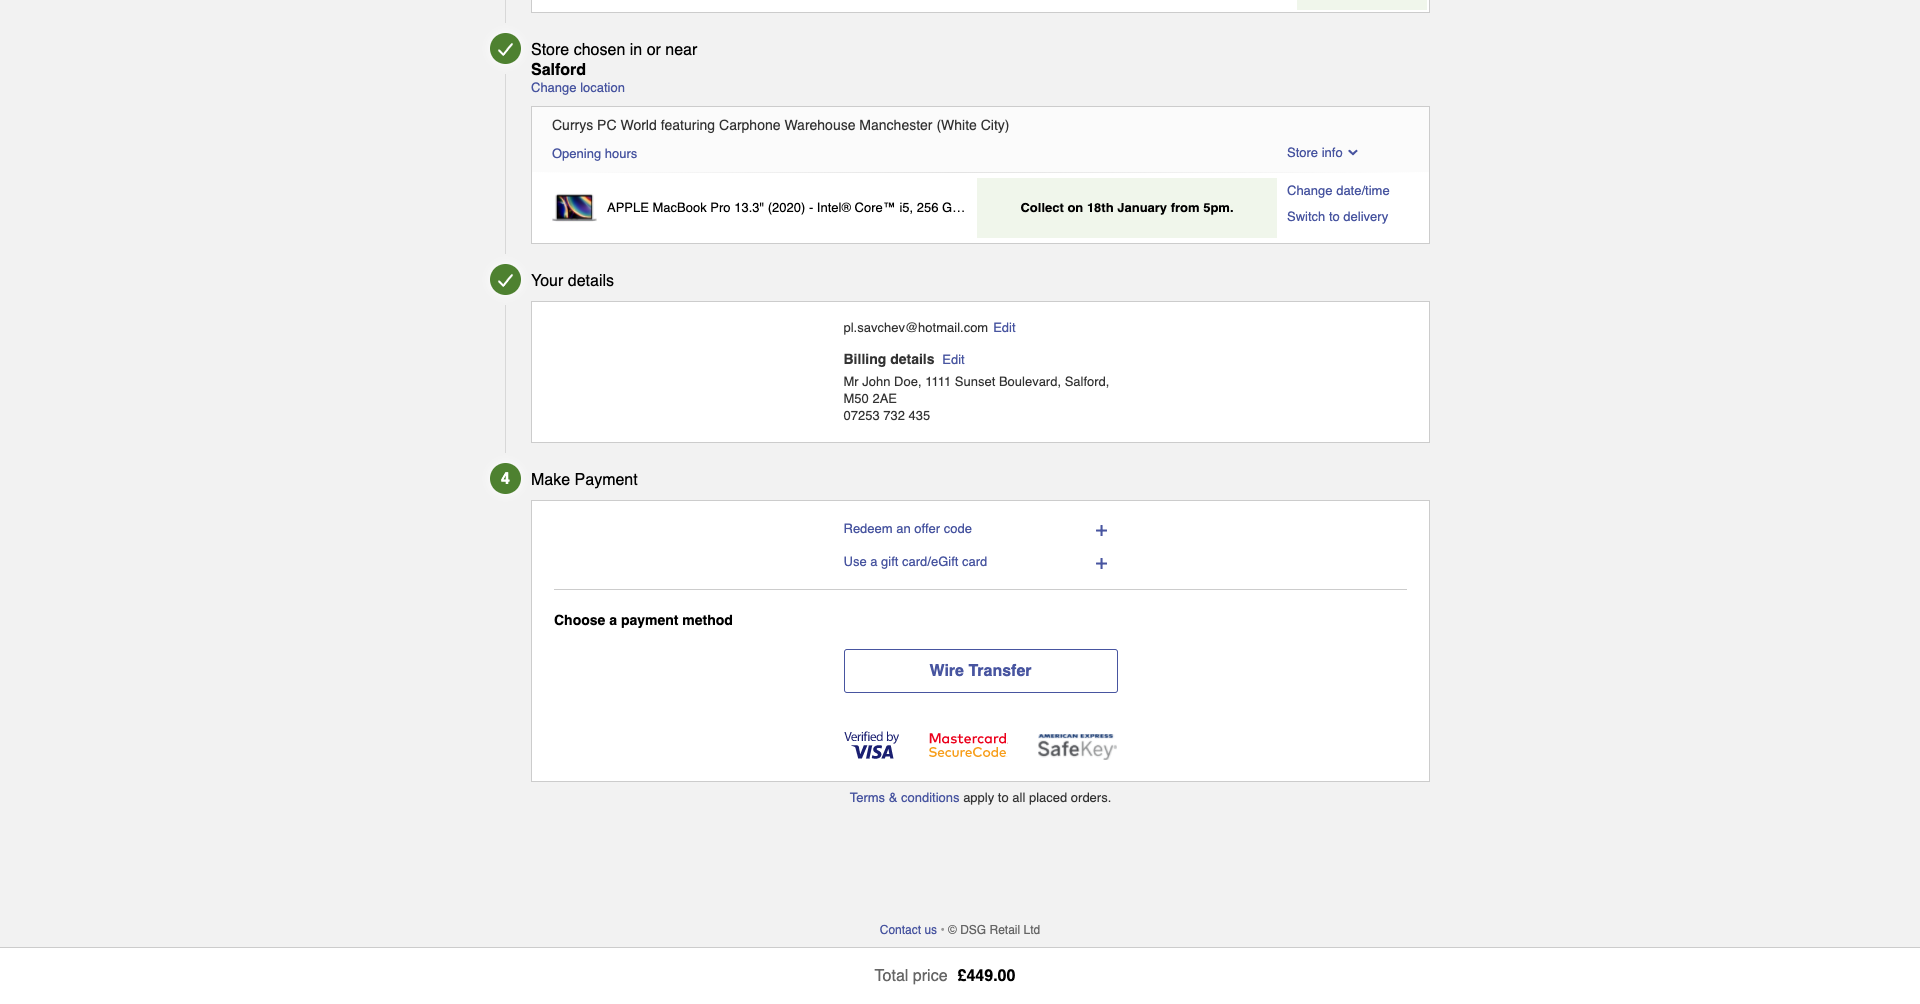 Store chosen in or near
Salford
Change location
Currys PC World featuring Carphone Warehouse Manchester (White City)
Opening hours
Store info
APPLE MacBook Pro 13.3" (2020) - Intel® Core™ i5, 256 G...
Collect on 18th January from 5pm.
Change date/time
Switch to delivery
Your details
pl.savchev@hotmail.com Edit
Billing details Edit
Mr John Doe, 1111 Sunset Boulevard, Salford,
M50 2AE
07253 732 435
4 Make Payment
Redeem an offer code +
Use a gift card/eGift card +
Choose a payment method
Wire Transfer
Verified by
VISA
Mastercard
SecureCode
AMERICAN EXPRESS
SafeKey
Terms & conditions apply to all placed orders.
Contact us • © DSG Retail Ltd
Total price £449.00